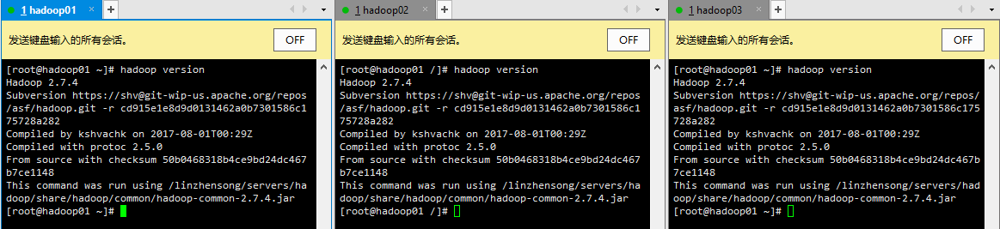 1 hadoop01
发送键盘输入的所有会话。
OFF
[root@hadoop01 ~]# hadoop version
Hadoop 2.7.4
Subversion https://shv@git-wip-us.apache.org/repos
/asf/hadoop.git -r cd915e1e8d9d0131462a0b7301586c1
75728a282
Compiled by kshvachk on 2017-08-01T00:29Z
Compiled with protoc 2.5.0
From source with checksum 50b0468318b4ce9bd24dc467
b7ce1148
This command was run using /linzhensong/servers/ha
doop/share/hadoop/common/hadoop-common-2.7.4.jar
[root@hadoop01 ~]#
1 hadoop02
发送键盘输入的所有会话。
OFF
[root@hadoop01 /]# hadoop version
Hadoop 2.7.4
Subversion https://shv@git-wip-us.apache.org/repos
/asf/hadoop.git -r cd915e1e8d9d0131462a0b7301586c1
75728a282
Compiled by kshvachk on 2017-08-01T00:29Z
Compiled with protoc 2.5.0
From source with checksum 50b0468318b4ce9bd24dc467
b7ce1148
This command was run using /linzhensong/servers/ha
doop/share/hadoop/common/hadoop-common-2.7.4.jar
[root@hadoop01 /]#
1 hadoop03
发送键盘输入的所有会话。
OFF
[root@hadoop01 ~]# hadoop version
Hadoop 2.7.4
Subversion https://shv@git-wip-us.apache.org/repos/
asf/hadoop.git -r cd915e1e8d9d0131462a0b7301586c175
728a282
Compiled by kshvachk on 2017-08-01T00:29Z
Compiled with protoc 2.5.0
From source with checksum 50b0468318b4ce9bd24dc467b
7ce1148
This command was run using /linzhensong/servers/had
oop/share/hadoop/common/hadoop-common-2.7.4.jar
[root@hadoop01 ~]#